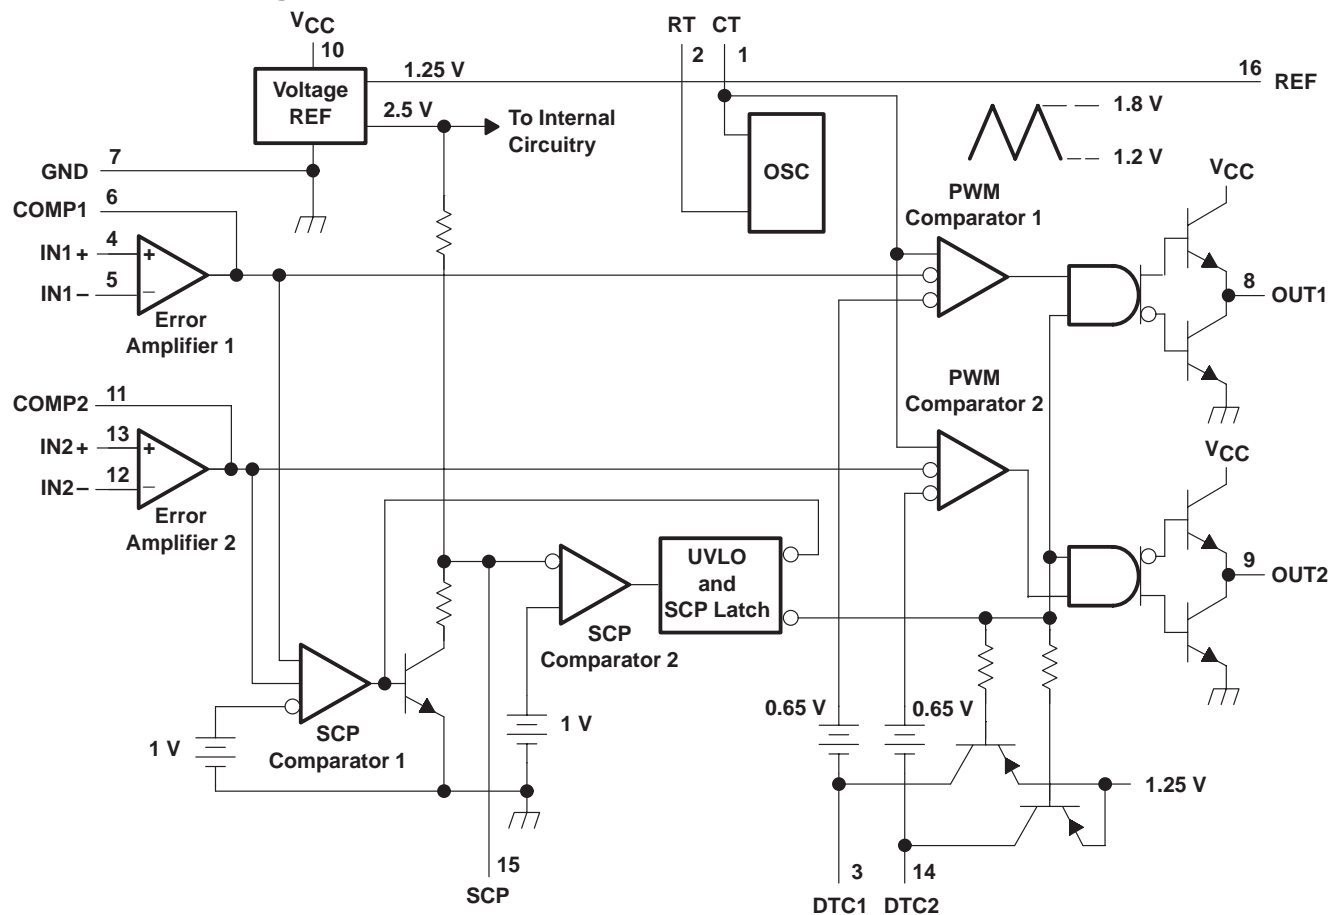 VCC
10
RT CT
2
1
1.25 V
16
REF
Voltage
REF
2.5 V
To Internal
Circuitry
1.8 V
1.2 V
OSC
GND
7
COMP1
6
IN1+
4
IN1−
5
+
−
Error
Amplifier 1
PWM
Comparator 1
VCC
8
OUT1
COMP2
11
IN2+
13
IN2−
12
+
−
Error
Amplifier 2
PWM
Comparator 2
VCC
9
OUT2
UVLO
and
SCP Latch
SCP
Comparator 2
SCP
Comparator 1
1 V
1 V
0.65 V
0.65 V
1.25 V
15
SCP
3
14
DTC1 DTC2